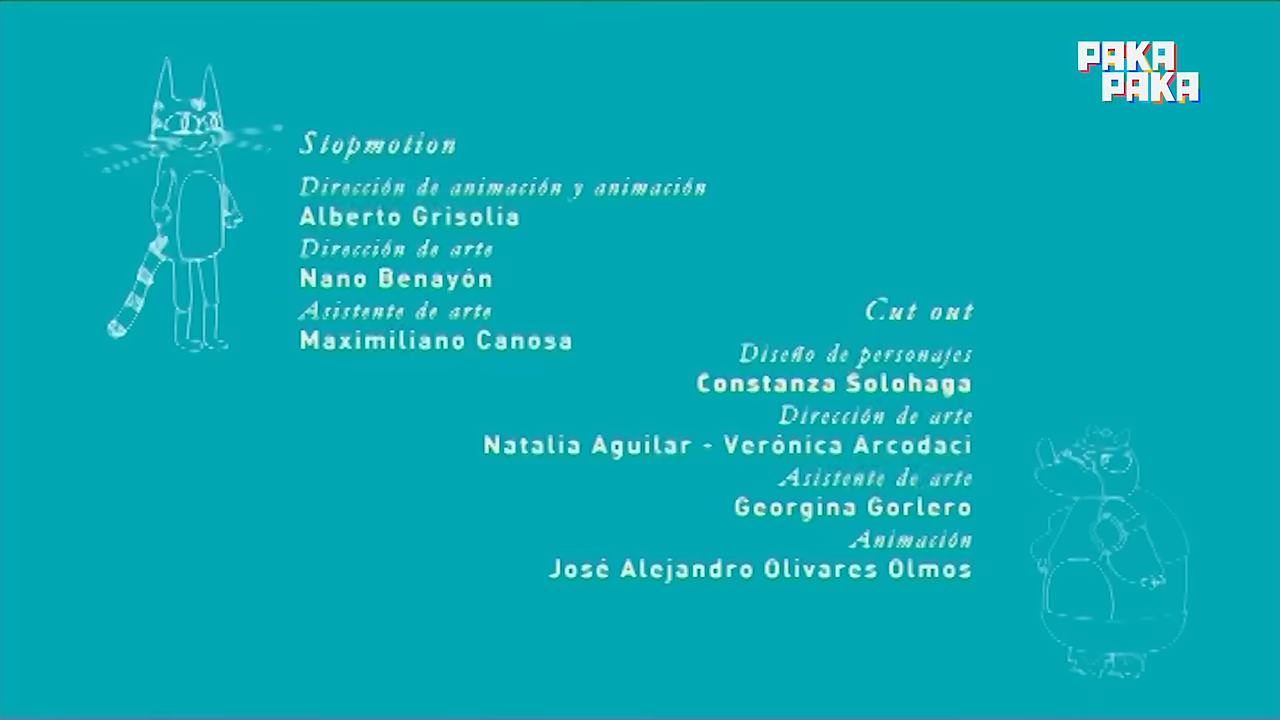 PAKA
PAKA
Stopmotion
Dirección de animación y animación
Alberto Grisolia
Dirección de arte
Nano Benayón
Asistente de arte
Maximiliano Canosa
Cut out
Diseño de personajes
Constanza Solohaga
Dirección de arte
Natalia Aguilar - Verónica Arcodaci
Asistente de arte
Georgina Gorlero
Animación
José Alejandro Olivares Olmos